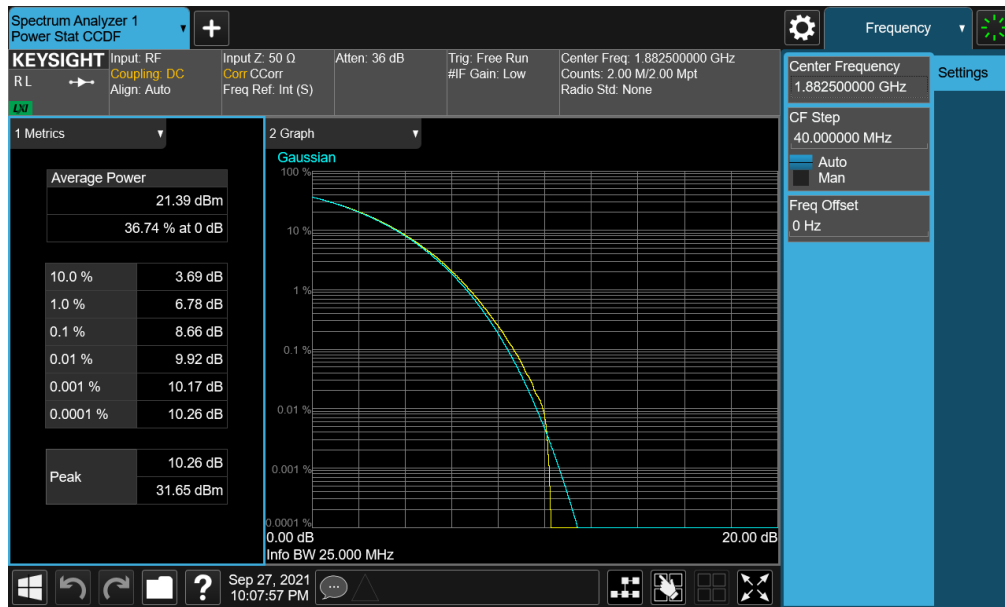 Spectrum Analyzer 1
Power Stat CCDF
+
Frequency
KEYSIGHT
RL
LXI
Input: RF
Coupling: DC
Align: Auto
Input Z: 50 Ω
Corr CCorr
Freq Ref: Int (S)
Atten: 36 dB
Trig: Free Run
#IF Gain: Low
Center Freq: 1.882500000 GHz
Counts: 2.00 M/2.00 Mpt
Radio Std: None
Center Frequency
1.882500000 GHz
Settings
CF Step
40.000000 MHz
Auto
Man
Freq Offset
0 Hz
1 Metrics
Average Power
21.39 dBm
36.74 % at 0 dB
10.0 % 3.69 dB
1.0 % 6.78 dB
0.1 % 8.66 dB
0.01 % 9.92 dB
0.001 % 10.17 dB
0.0001 % 10.26 dB
Peak
10.26 dB
31.65 dBm
2 Graph
Gaussian
100 %
10 %
1 %
0.1 %
0.01 %
0.001 %
0.0001 %
0.00 dB 20.00 dB
Info BW 25.000 MHz
?
Sep 27, 2021
10:07:57 PM